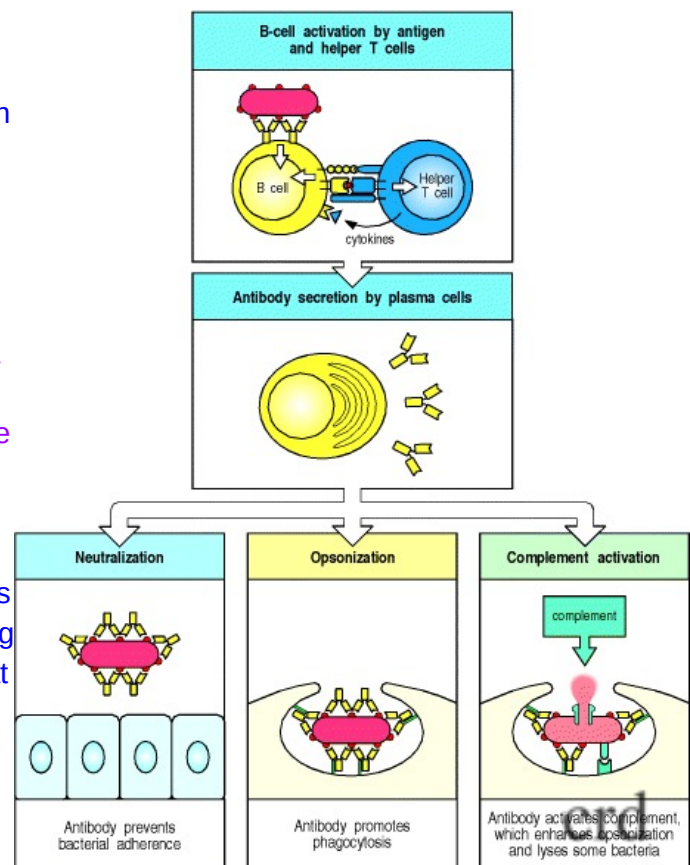 B-cell activation by antigen
and helper T cells
n
B cell
Helper
T cell
cytokines
Antibody secretion by plasma cells
e
Neutralization
Opsonization
Complement activation
s
g
t
complement
Antibody prevents
bacterial adherence
Antibody promotes
phagocytosis
Antibody activates complement,
which enhances opsonization
and lyses some bacteria